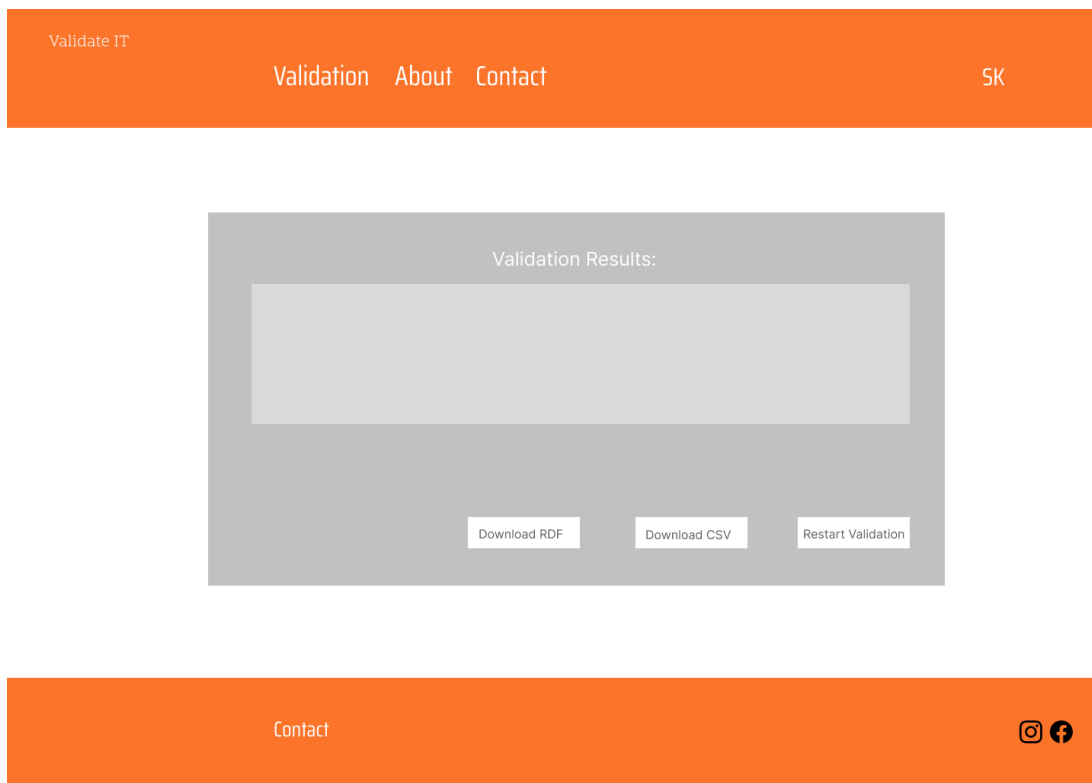 Validate IT
Validation About Contact SK
Validation Results:
Download RDF Download CSV Restart Validation
Contact